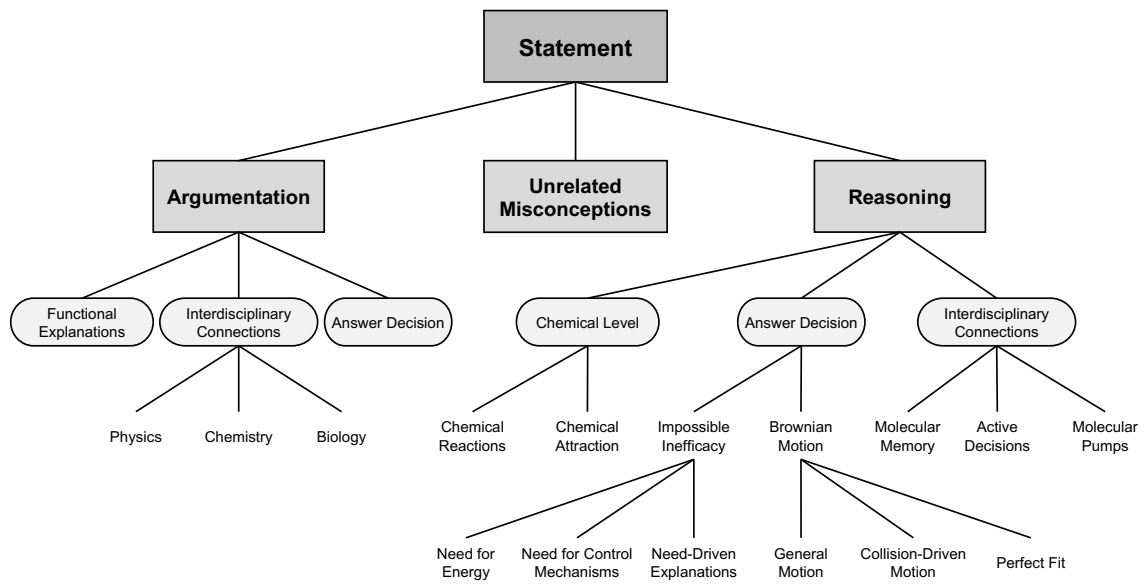 Statement
Argumentation
Unrelated
Misconceptions
Reasoning
Functional
Explanations
Interdisciplinary
Connections
Answer Decision
Chemical Level
Answer Decision
Interdisciplinary
Connections
Physics
Chemistry
Biology
Chemical
Reactions
Chemical
Attraction
Impossible
Inefficacy
Brownian
Motion
Molecular
Memory
Active
Decisions
Molecular
Pumps
Need for
Energy
Need for Control
Mechanisms
Need-Driven
Explanations
General
Motion
Collision-Driven
Motion
Perfect Fit